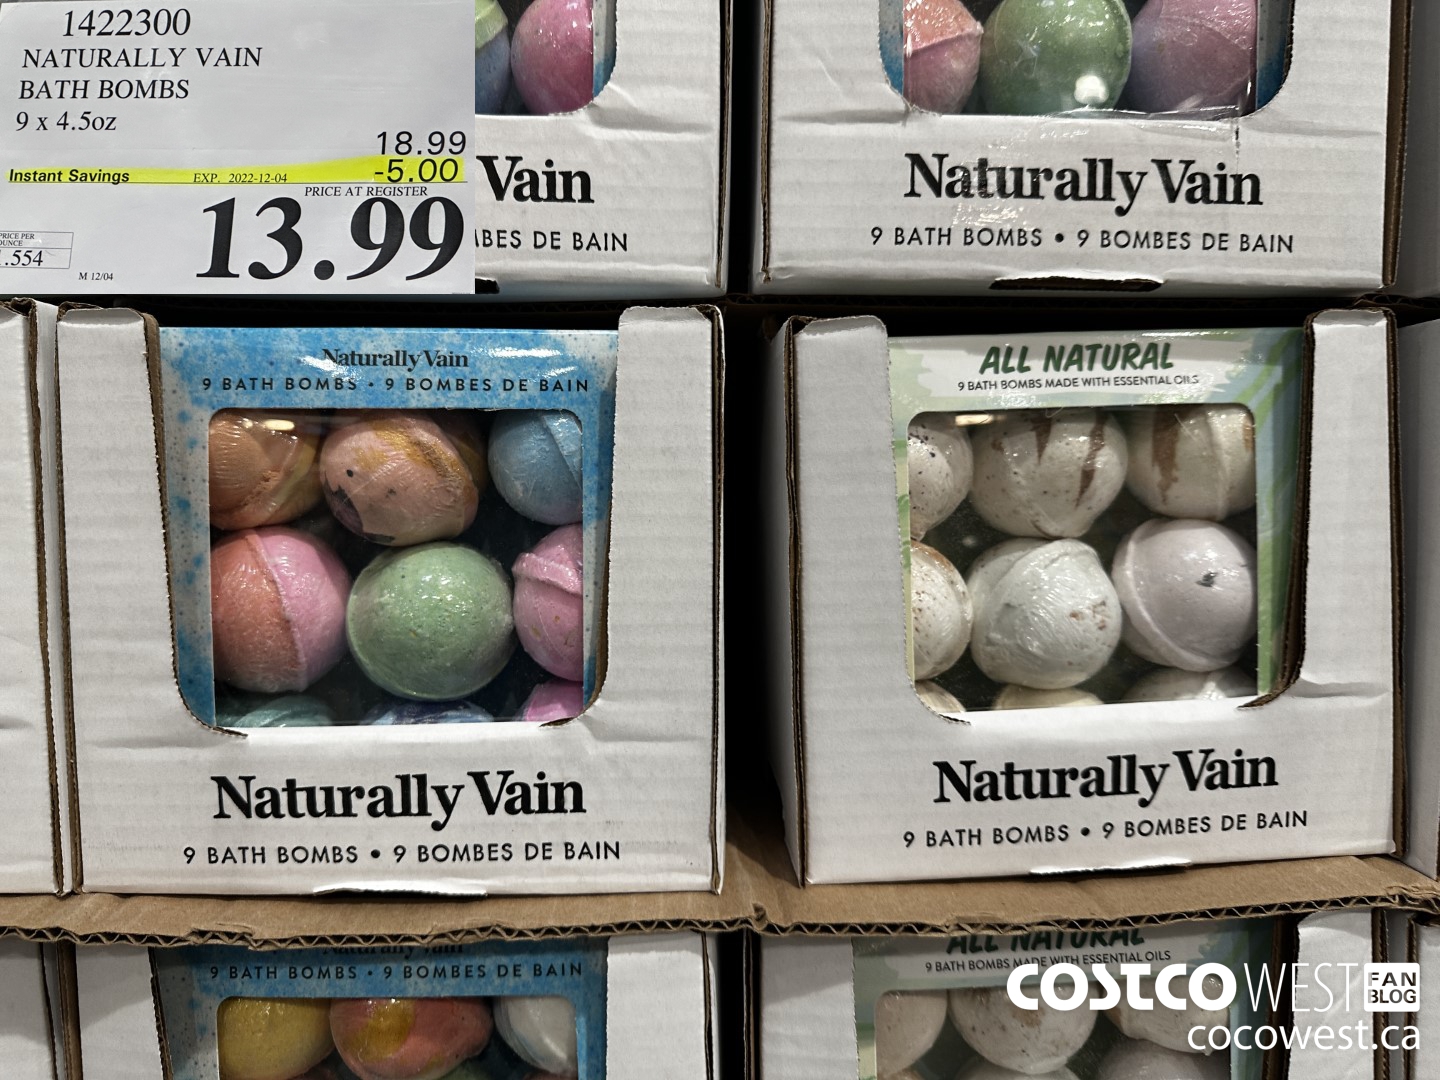 1422300
NATURALLY VAIN
BATH BOMBS
9 x 4.5oz
18.99
Instant Savings EXP. 2022-12-04 -5.00
PRICE AT REGISTER
13.99
PRICE PER
OUNCE
.554
M 12/04
Vain
DE BAIN
Naturally Vain
9 BATH BOMBS • 9 BOMBES DE BAIN
Naturally Vain
9 BATH BOMBS • 9 BOMBES DE BAIN
Naturally Vain
9 BATH BOMBS • 9 BOMBES DE BAIN
ALL NATURAL
9 BATH BOMBS MADE WITH ESSENTIAL OILS
Naturally Vain
9 BATH BOMBS • 9 BOMBES DE BAIN
Naturally Vain
9 BATH BOMBS • 9 BOMBES DE BAIN
ALL NATURAL
9 BATH BOMBS MADE WITH ESSENTIAL OILS
COSTCO WEST FAN BLOG
cocowest.ca